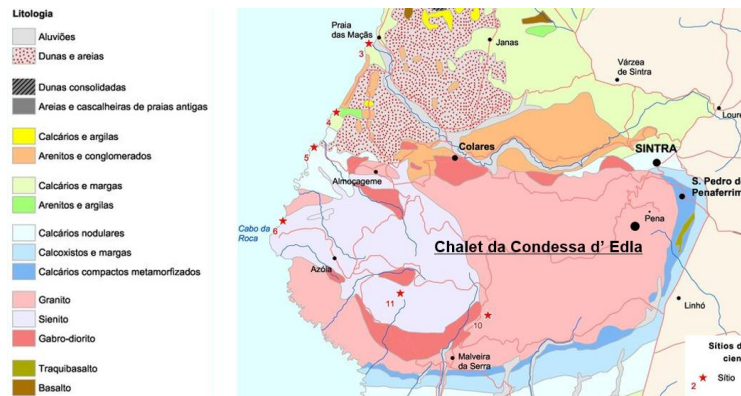 Litologia
Aluviões
Dunas e areias
Dunas consolidadas
Areias e cascalheiras de praias antigas
Calcários e argilas
Arenitos e conglomerados
Calcários e margas
Arenitos e argilas
Calcários nodulares
Calcoxistos e margas
Calcários compactos metamorfizados
Granito
Sienito
Gabro-diorito
Traquibasalto
Basalto
Praia
das Maçãs
3
Janas
Várzea
de Sintra
4
Loure
5
Colares
SINTRA
Almoçageme
S. Pedro de
Penaferrim
Pena
Cabo da
Roca
6
Chalet da Condessa d' Edla
Azóia
11
10
Linhó
Malveira
da Serra
Sítios d
cien
2
Sítio